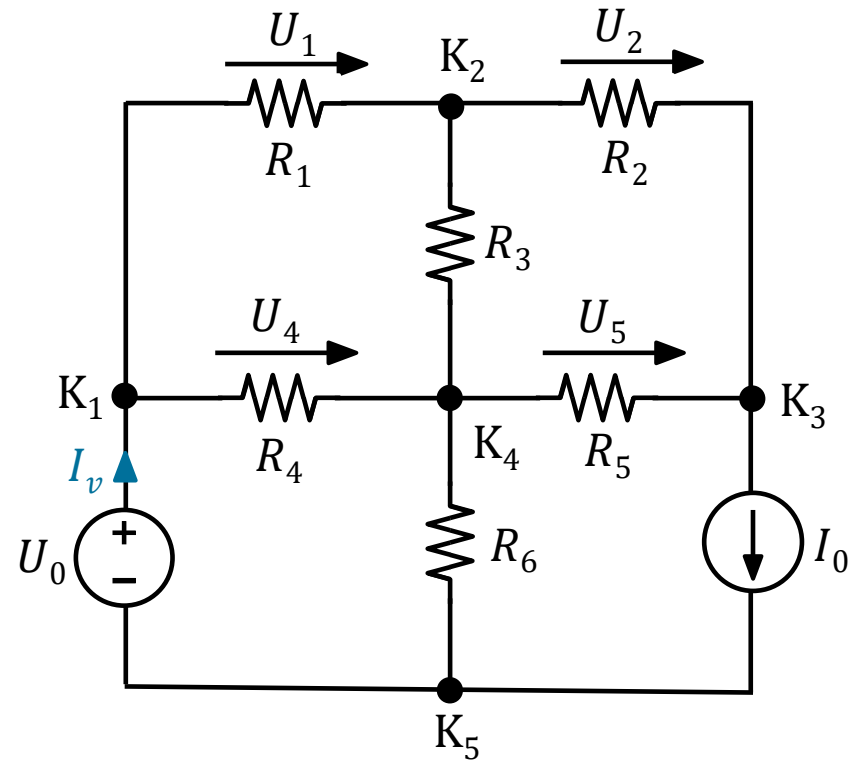 U₁
U₂
K₂
R₁
R₂
R₃
U₄
U₅
K₁
K₃
R₄
K₄
R₅
Iᵥ
+
U₀
−
R₆
I₀
K₅